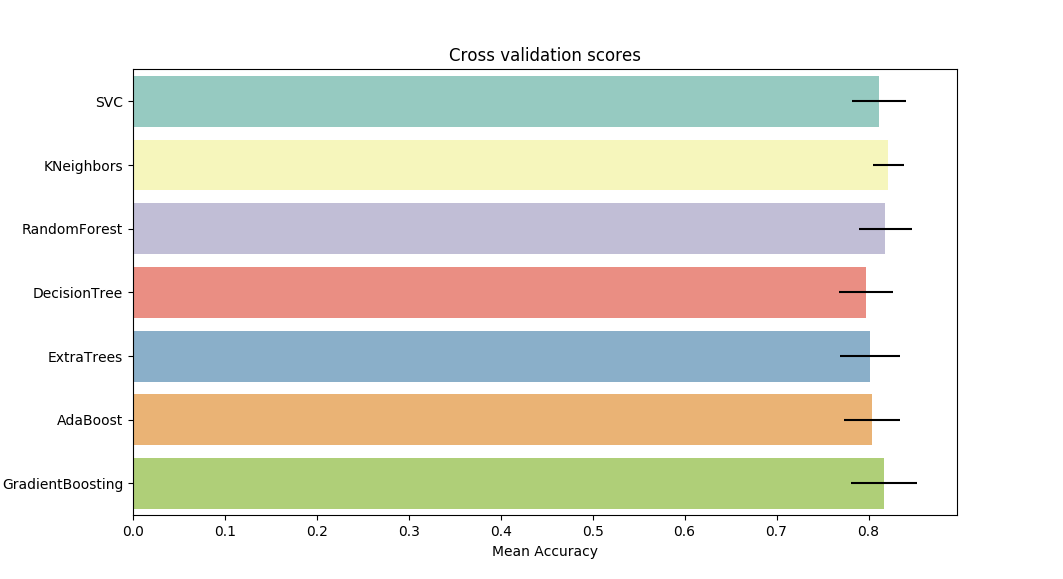 Cross validation scores
SVC
KNeighbors
RandomForest
DecisionTree
ExtraTrees
AdaBoost
GradientBoosting
0.0 0.1 0.2 0.3 0.4 0.5 0.6 0.7 0.8
Mean Accuracy